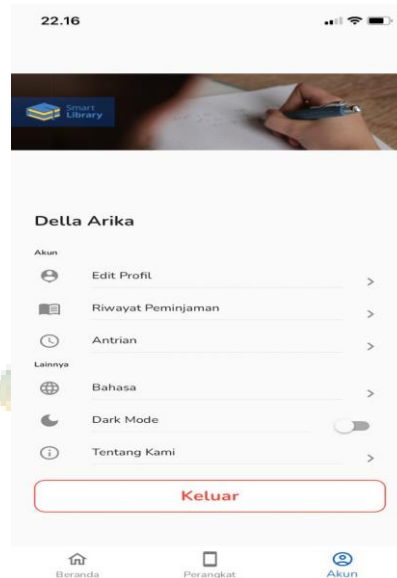 22.16
Smart
Library
Della Arika
Akun
Edit Profil
Riwayat Peminjaman
Antrian
Lainnya
Bahasa
Dark Mode
Tentang Kami
Keluar
Beranda Perangkat Akun